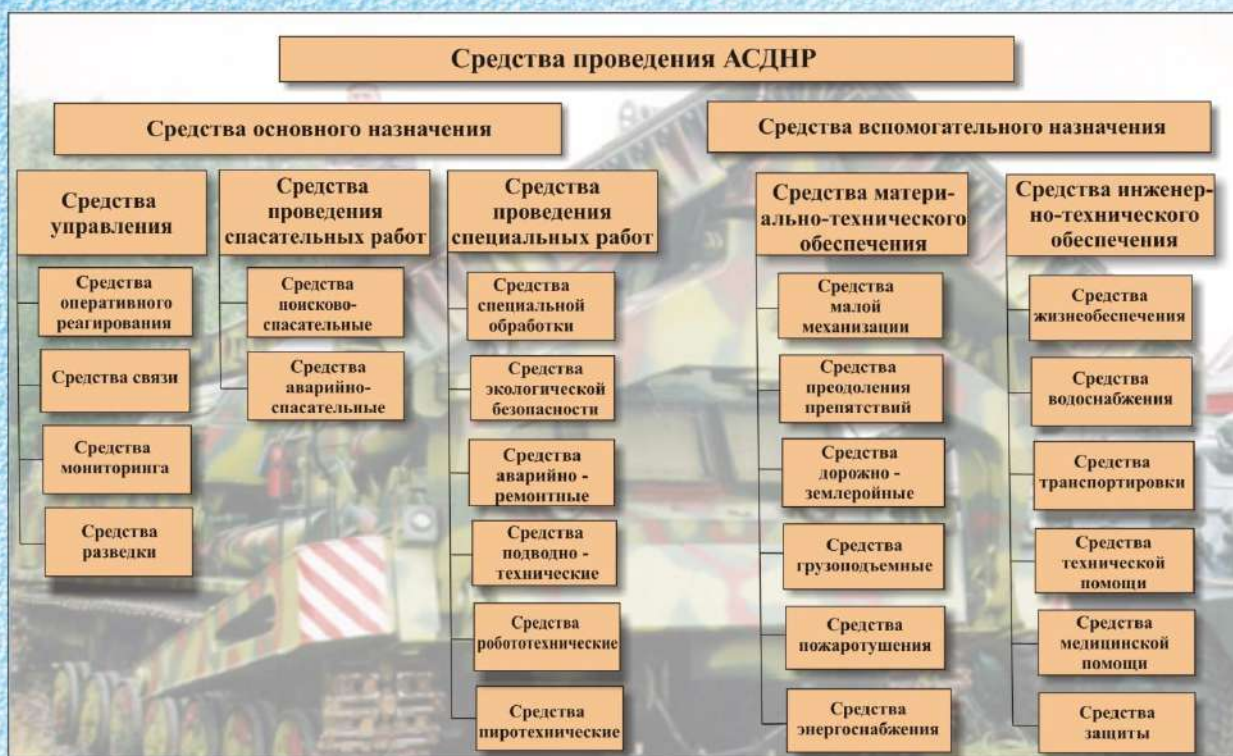 Средства проведения АСДНР
Средства основного назначения
Средства вспомогательного назначения
Средства
управления
Средства
проведения
спасательных работ
Средства
проведения
специальных работ
Средства матери-
ально-технического
обеспечения
Средства инженер-
но-технического
обеспечения
Средства
оперативного
реагирования
Средства связи
Средства
мониторинга
Средства
разведки
Средства
поисково-
спасательные
Средства
аварийно-
спасательные
Средства
специальной
обработки
Средства
экологической
безопасности
Средства
аварийно -
ремонтные
Средства
подводно -
технические
Средства
робототехнические
Средства
пиротехнические
Средства
малой
механизации
Средства
преодоления
препятствий
Средства
дорожно -
землеройные
Средства
грузоподъемные
Средства
пожаротушения
Средства
энергоснабжения
Средства
жизнеобеспечения
Средства
водоснабжения
Средства
транспортировки
Средства
технической
помощи
Средства
медицинской
помощи
Средства
защиты